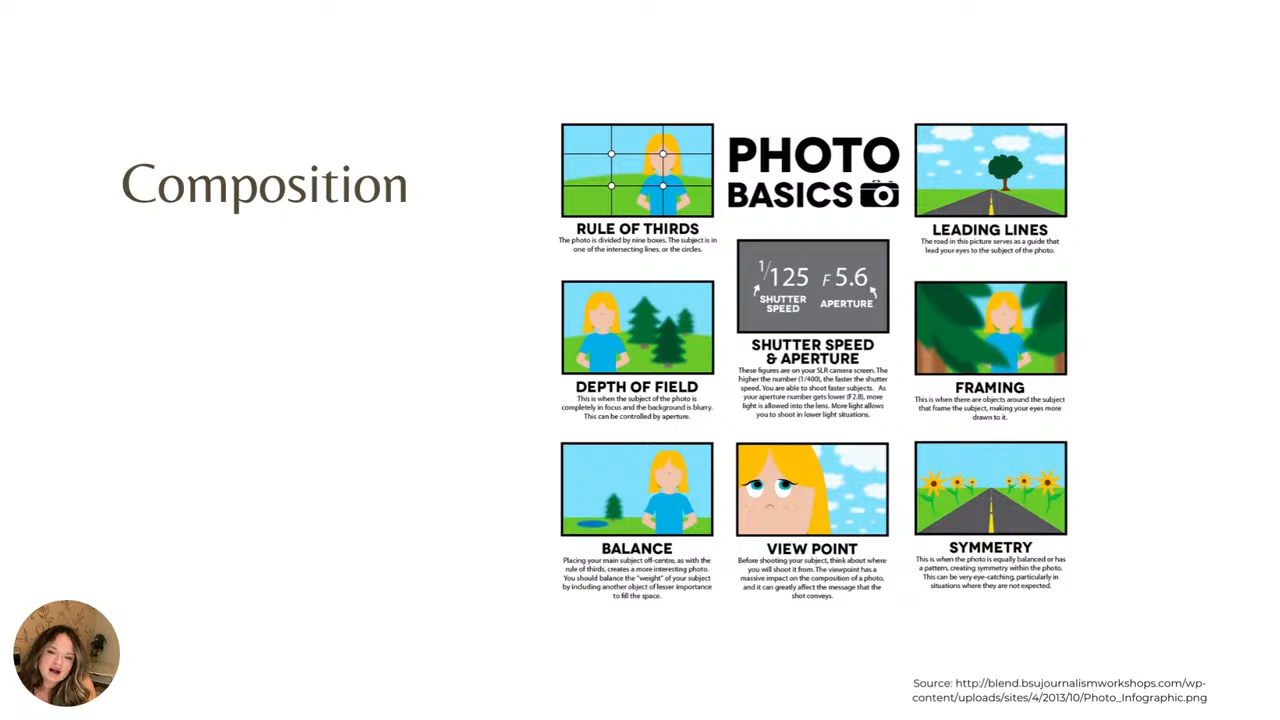 Composition
PHOTO
BASICS
RULE OF THIRDS
The photo is divided by nine boxes. The subject is in
one of the intersecting lines, or the circles.
LEADING LINES
The road in this picture serves as a guide that
lead your eyes to the subject of the photo.
1/125 F 5.6
SHUTTER
SPEED
APERTURE
SHUTTER SPEED
& APERTURE
These figures are on your SLR camera screen. The
higher the number (1/400), the faster the shutter
speed. You are able to shoot faster subjects. As
your aperture number gets lower (F2.8), more
light is allowed into the lens. More light allows
you to shoot in lower light situations.
DEPTH OF FIELD
This is when the subject of the photo is
completely in focus and the background is blurry.
This can be controlled by aperture.
FRAMING
This is when there are objects around the subject
that frame the subject, making your eyes more
drawn to it.
BALANCE
Placing your main subject off-centre, as with the
rule of thirds, creates a more interesting photo.
You should balance the "weight" of your subject
by including another object of lesser importance
to fill the space.
VIEW POINT
Before shooting your subject, think about where
you will shoot it from. The viewpoint has a
massive impact on the composition of a photo,
and it can greatly affect the message that the
shot conveys.
SYMMETRY
This is when the photo is equally balanced or has
a pattern, creating symmetry within the photo.
This can be very eye-catching, particularly in
situations where they are not expected.
Source: http://blend.bsujournalismworkshops.com/wp-
content/uploads/sites/4/2013/10/Photo_Infographic.png